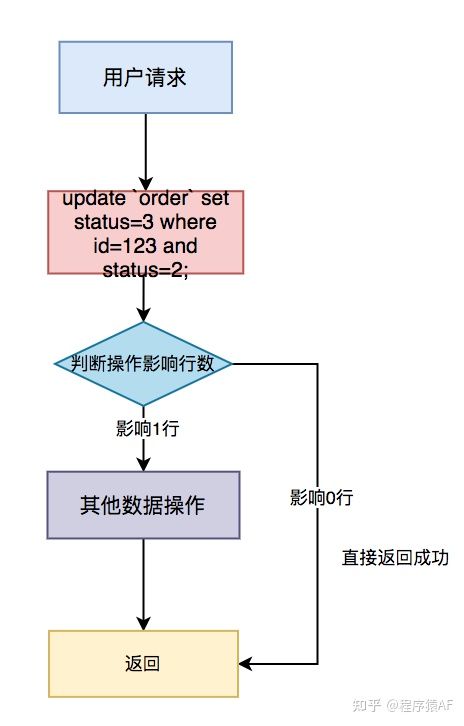 用户请求
update `order` set
status=3 where
id=123 and
status=2;
判断操作影响行数
影响1行
其他数据操作
影响0行
直接返回成功
返回
知乎 @程序猿AF